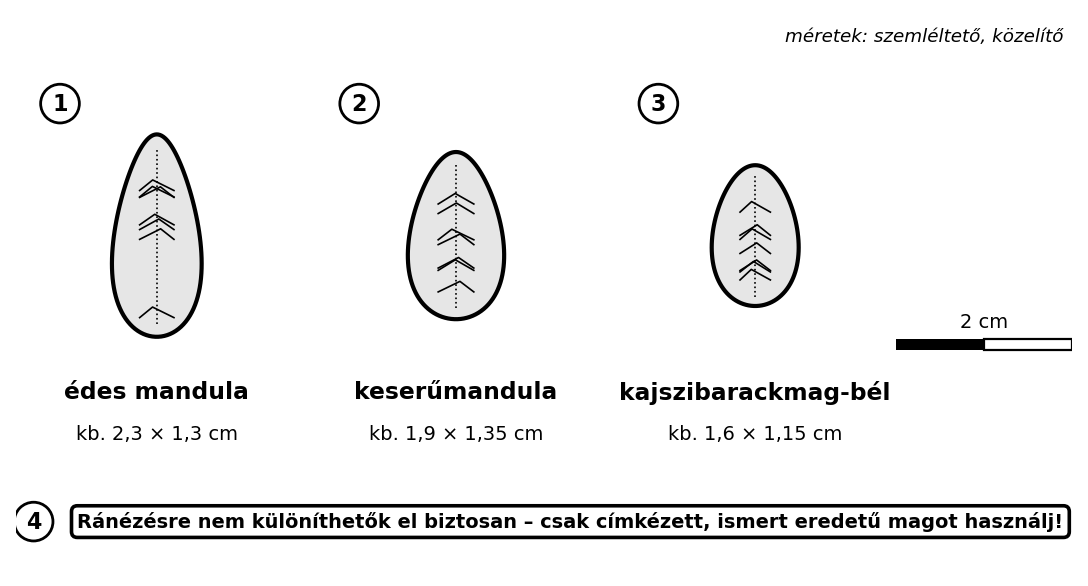 méretek: szemléltető, közelítő
1
2
3
2 cm
édes mandula
keserűmandula
kajszibarackmag-bél
kb. 2,3 × 1,3 cm
kb. 1,9 × 1,35 cm
kb. 1,6 × 1,15 cm
4
Ránézésre nem különíthetők el biztosan – csak címkézett, ismert eredetű magot használj!